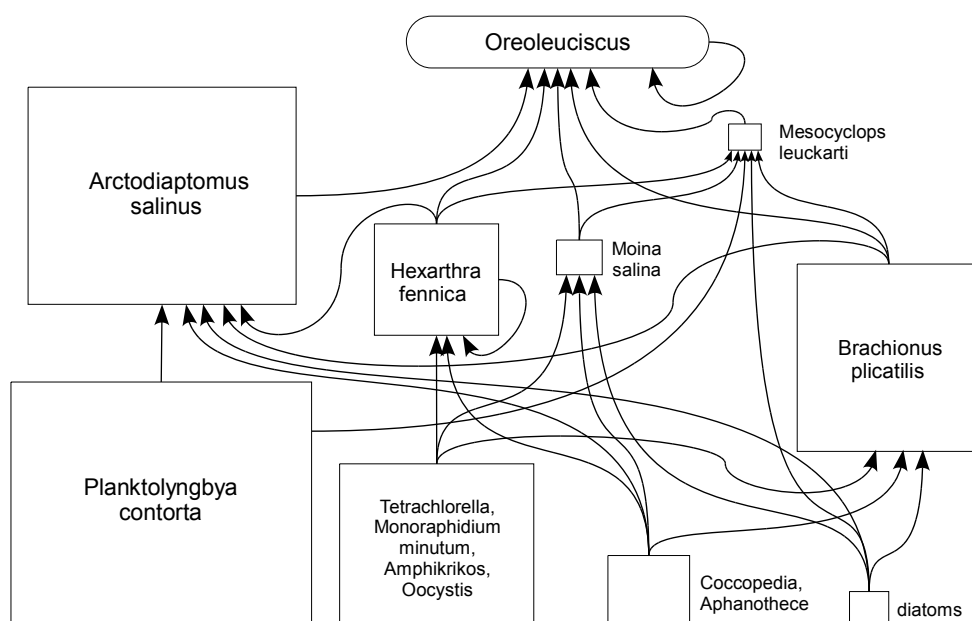 Oreoleuciscus
Mesocyclops
leuckarti
Arctodiaptomus
salinus
Hexarthra
fennica
Moina
salina
Brachionus
plicatilis
Planktolyngbya
contorta
Tetrachlorella,
Monoraphidium
minutum,
Amphikrikos,
Oocystis
Coccopedia,
Aphanothece
diatoms